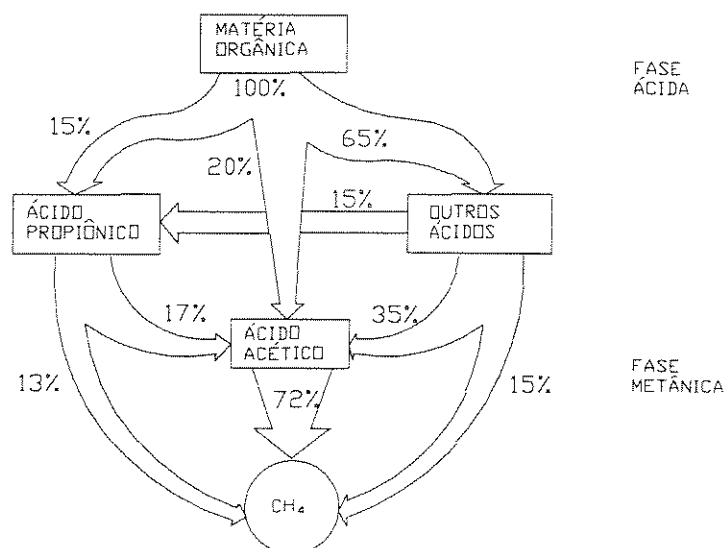 MATÉRIA
ORGÂNICA
100%
FASE
ÁCIDA
15%
20%
65%
ÁCIDO
PROPIÔNICO
15%
OUTROS
ÁCIDOS
17%
ÁCIDO
ACÉTICO
35%
13%
72%
15%
FASE
METÂNICA
CH₄